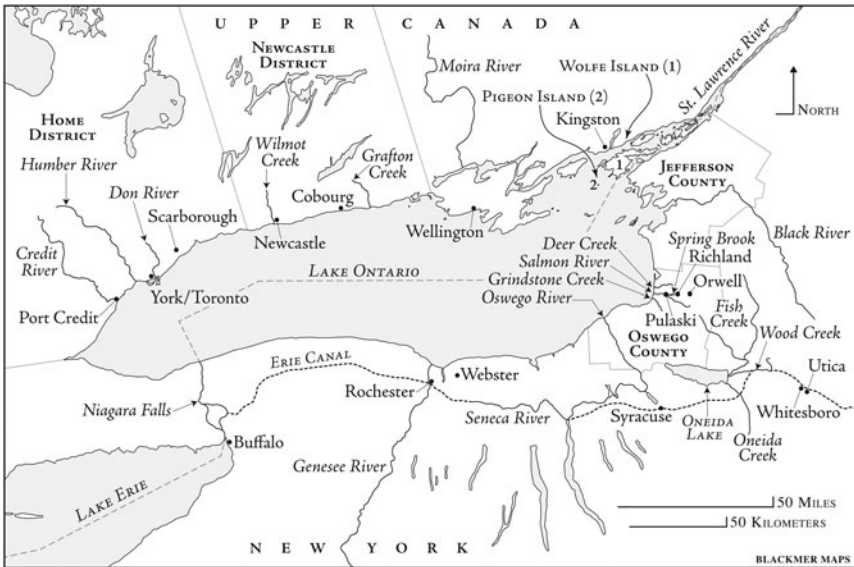 UPPER CANADA
NEWCASTLE
DISTRICT
Moira River
WOLFE ISLAND (1)
PIGEON ISLAND (2)
St. Lawrence River
Kingston
NORTH
HOME
DISTRICT
Humber River
Wilmot
Creek
Grafton
Creek
1
2
JEFFERSON
COUNTY
Don River
Scarborough
Cobourg
Credit
River
Newcastle
Wellington
Black River
Deer Creek
Spring Brook
Salmon River
Richland
LAKE ONTARIO
Grindstone Creek
Orwell
Oswego River
York/Toronto
Port Credit
Pulaski
Fish
Creek
OSWEGO
COUNTY
Wood Creek
ERIE CANAL
Utica
Rochester
Webster
Niagara Falls
Seneca River
Syracuse
ONEIDA
LAKE
Whitesboro
Oneida
Creek
Buffalo
Genesee River
LAKE ERIE
50 MILES
50 KILOMETERS
NEW YORK
BLACKMER MAPS